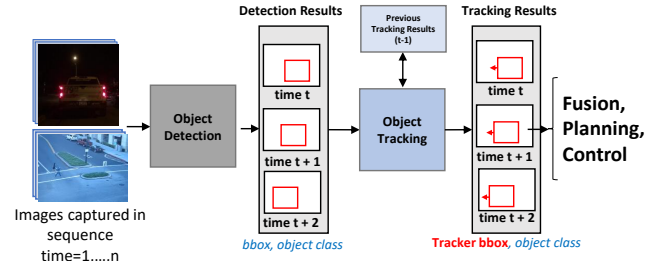 Detection Results
Previous
Tracking Results
(t-1)
Tracking Results
time t
time t + 1
time t + 2
Object
Detection
Object
Tracking
time t
time t + 1
time t + 2
Fusion,
Planning,
Control
Images captured in
sequence
time=1,....n
bbox, object class
Tracker bbox, object class